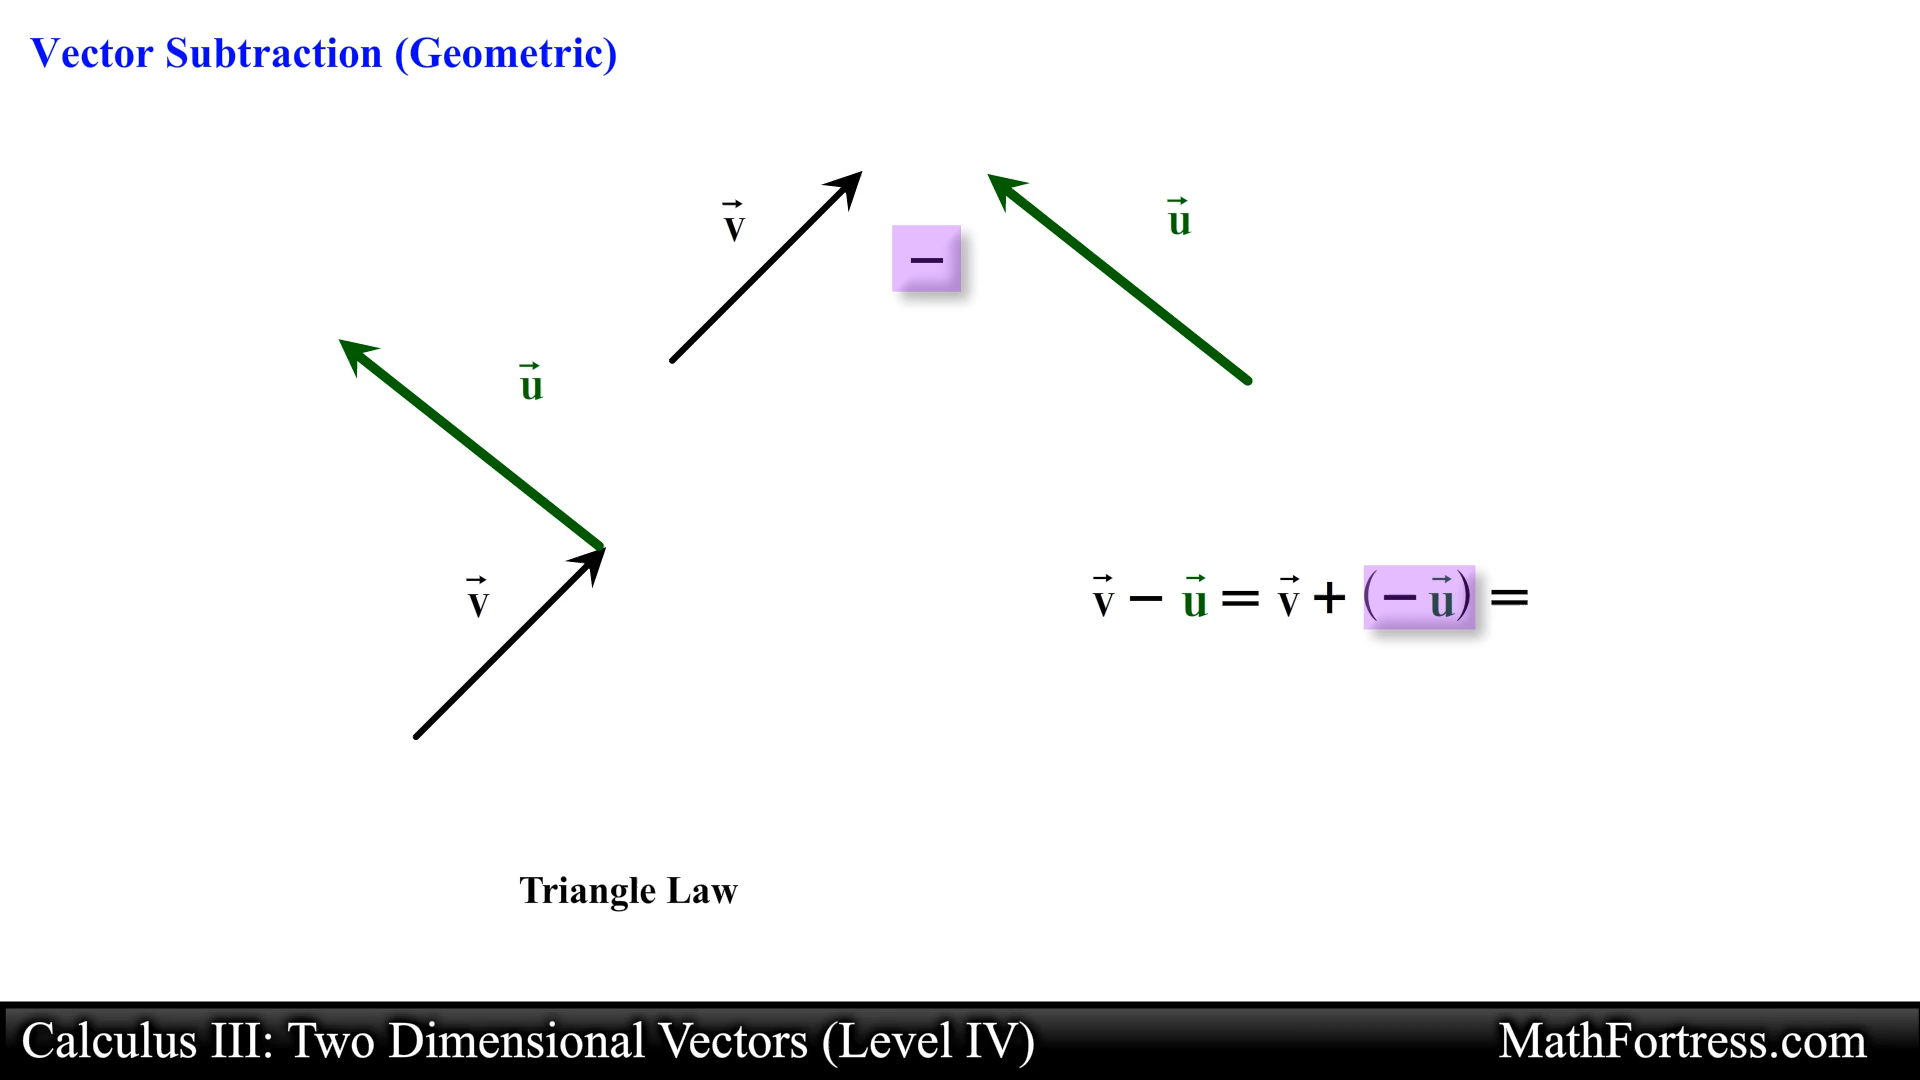 Vector Subtraction (Geometric)
v⃗
−
u⃗
u⃗
v⃗
v⃗ − u⃗ = v⃗ + (− u⃗) =
Triangle Law
Calculus III: Two Dimensional Vectors (Level IV)
MathFortress.com